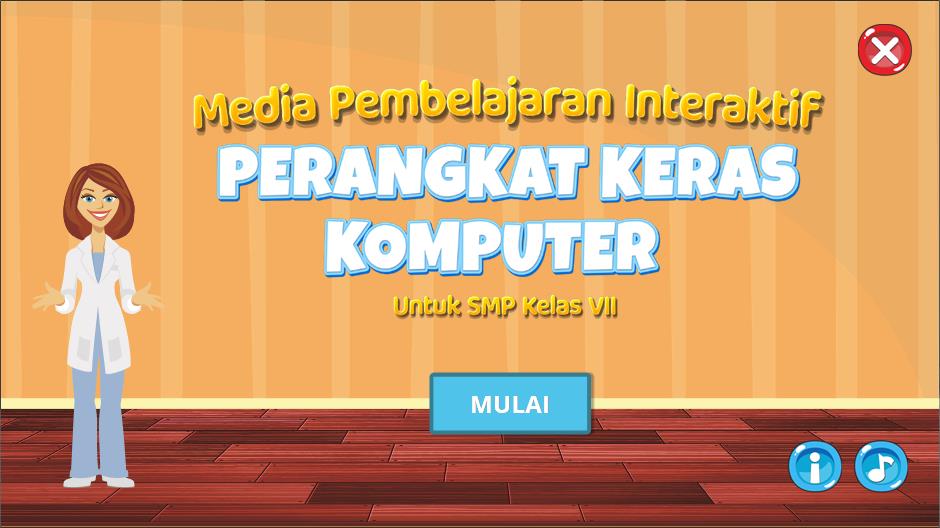 Media Pembelajaran Interaktif
PERANGKAT KERAS
KOMPUTER
Untuk SMP Kelas VII
MULAI